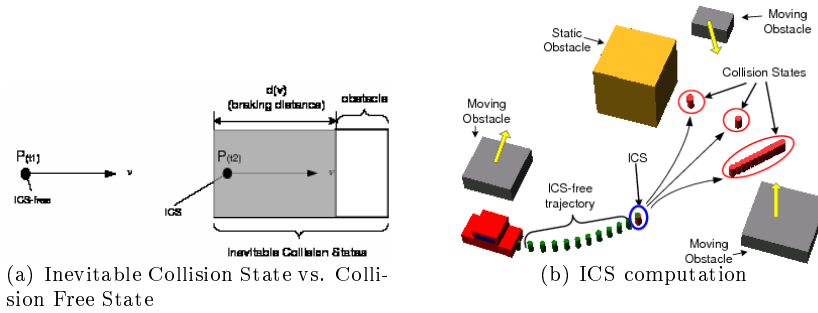 d(v)
(braking distance)
obstacle
P(t1)
v
ICS-free
P(t2)
v
ICS
Inevitable Collision States
(a) Inevitable Collision State vs. Colli-
sion Free State
Static
Obstacle
Moving
Obstacle
Collision States
Moving
Obstacle
ICS
ICS-free
trajectory
Moving
Obstacle
(b) ICS computation